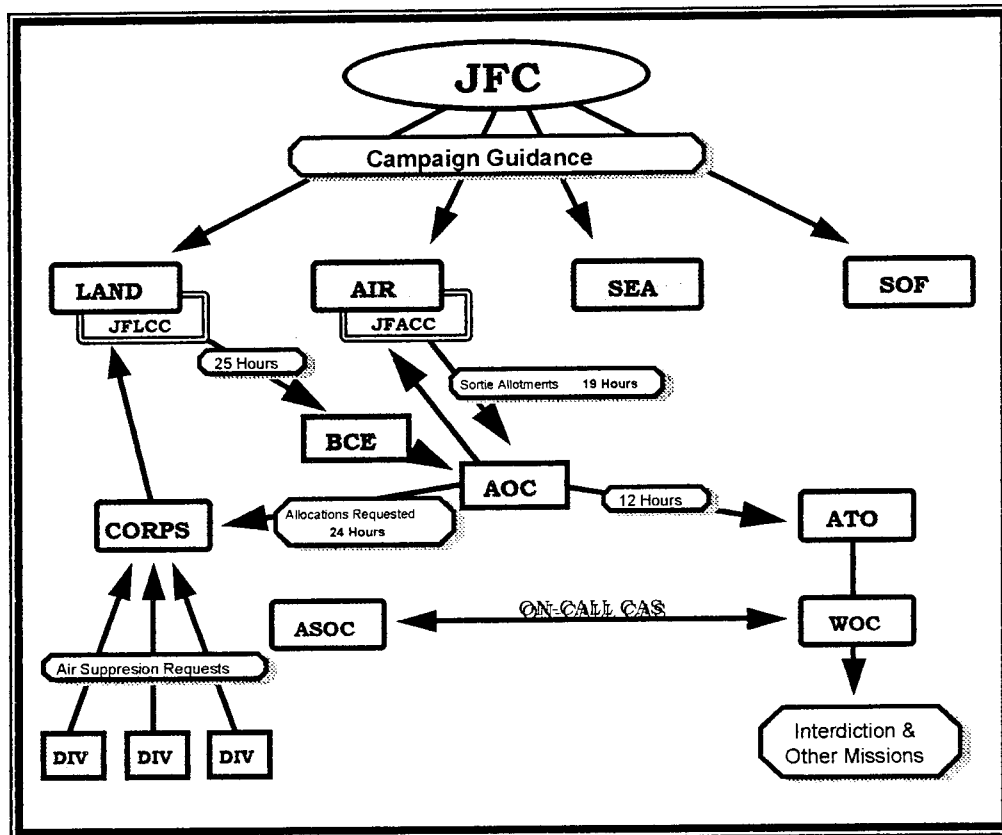 JFC
Campaign Guidance
LAND
JFLCC
AIR
JFACC
SEA
SOF
25 Hours
Sortie Allotments 19 Hours
BCE
AOC
CORPS
Allocations Requested
24 Hours
12 Hours
ATO
ASOC
ON-CALL CAS
WOC
Air Suppresion Requests
DIV
DIV
DIV
Interdiction &
Other Missions